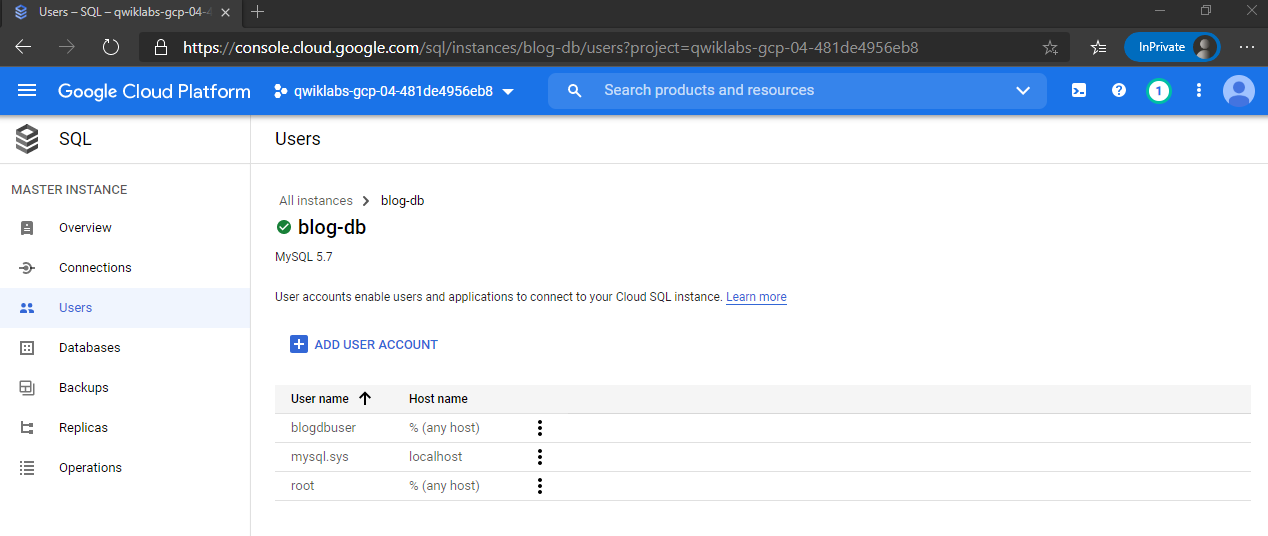 Users – SQL – qwiklabs-gcp-04-4
https://console.cloud.google.com/sql/instances/blog-db/users?project=qwiklabs-gcp-04-481de4956eb8
InPrivate
Google Cloud Platform
qwiklabs-gcp-04-481de4956eb8
Search products and resources
1
SQL
Users
MASTER INSTANCE
Overview
Connections
Users
Databases
Backups
Replicas
Operations
All instances
blog-db
blog-db
MySQL 5.7
User accounts enable users and applications to connect to your Cloud SQL instance. Learn more
ADD USER ACCOUNT
User name Host name
blogdbuser % (any host)
mysql.sys localhost
root % (any host)